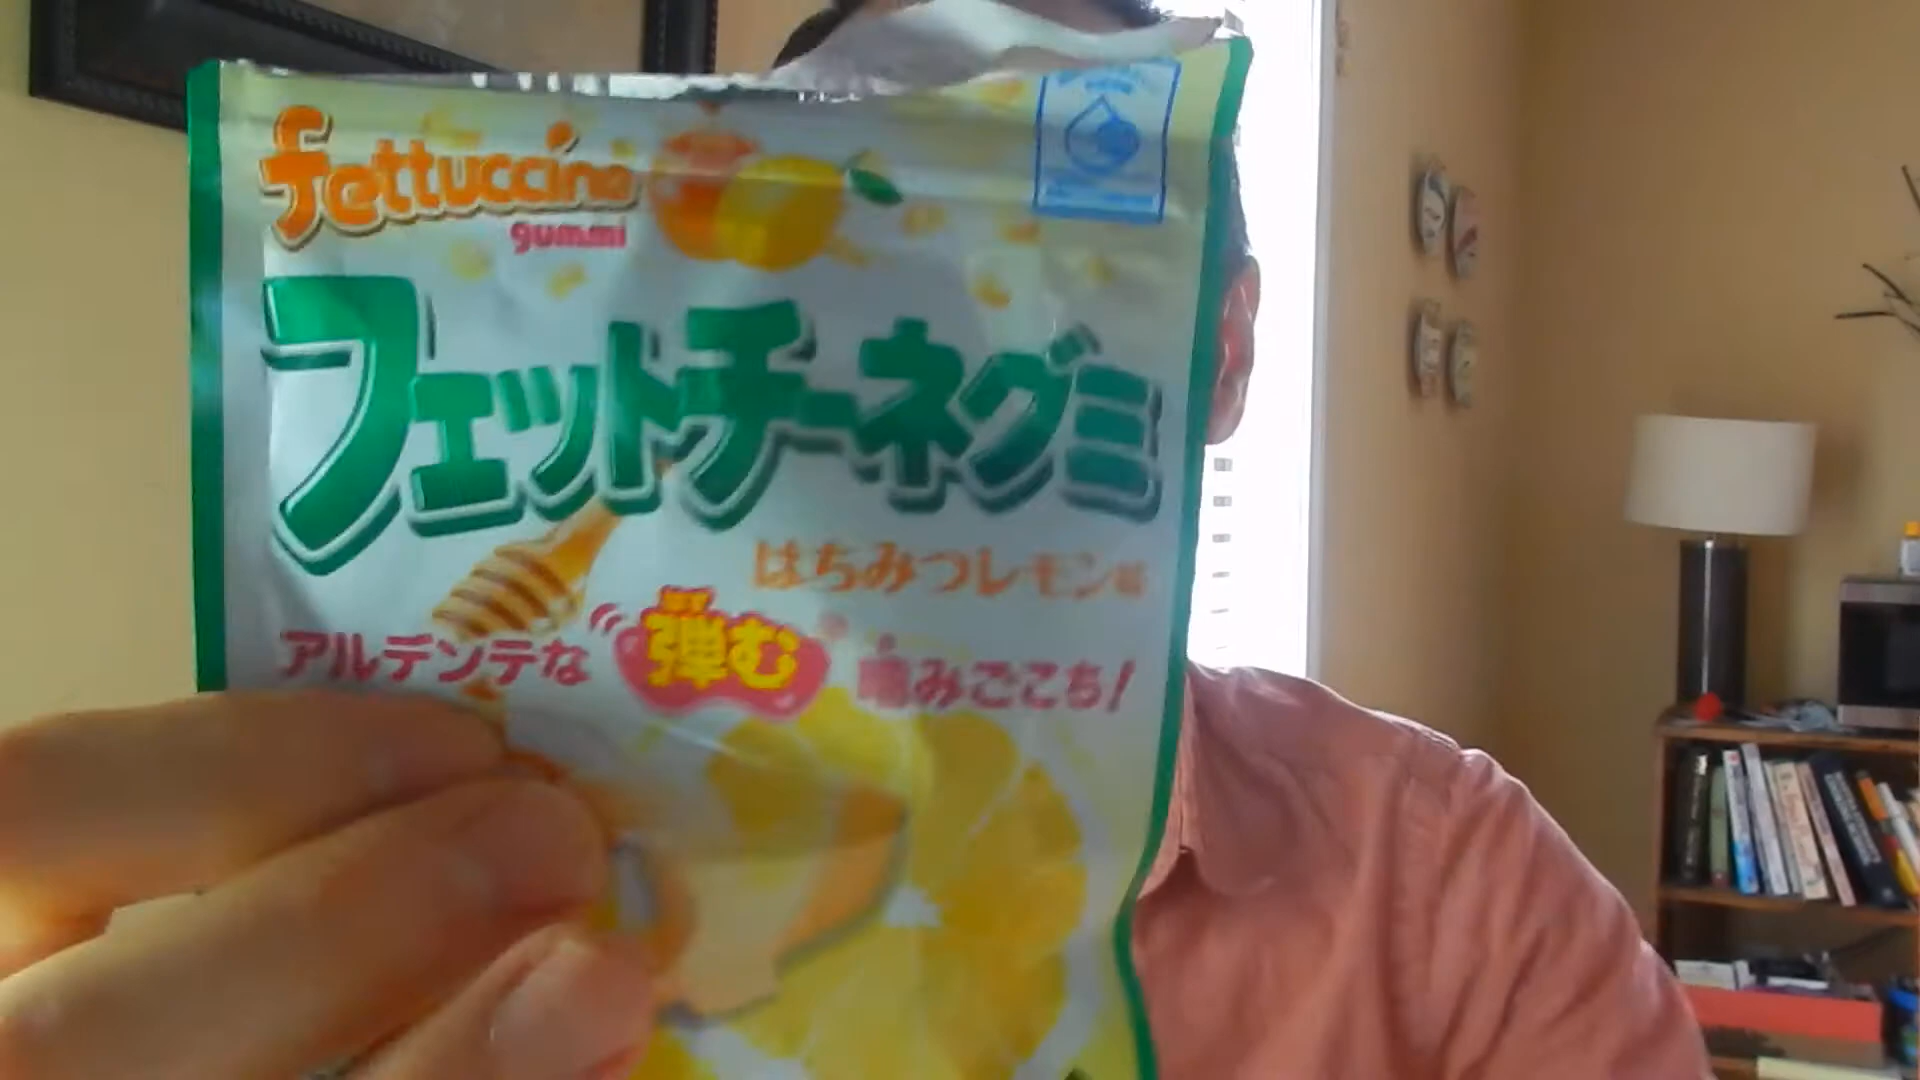 fettuccine
gummi
フェットチーネグミ
はちみつレモン味
アルデンテな弾む噛みごこち!